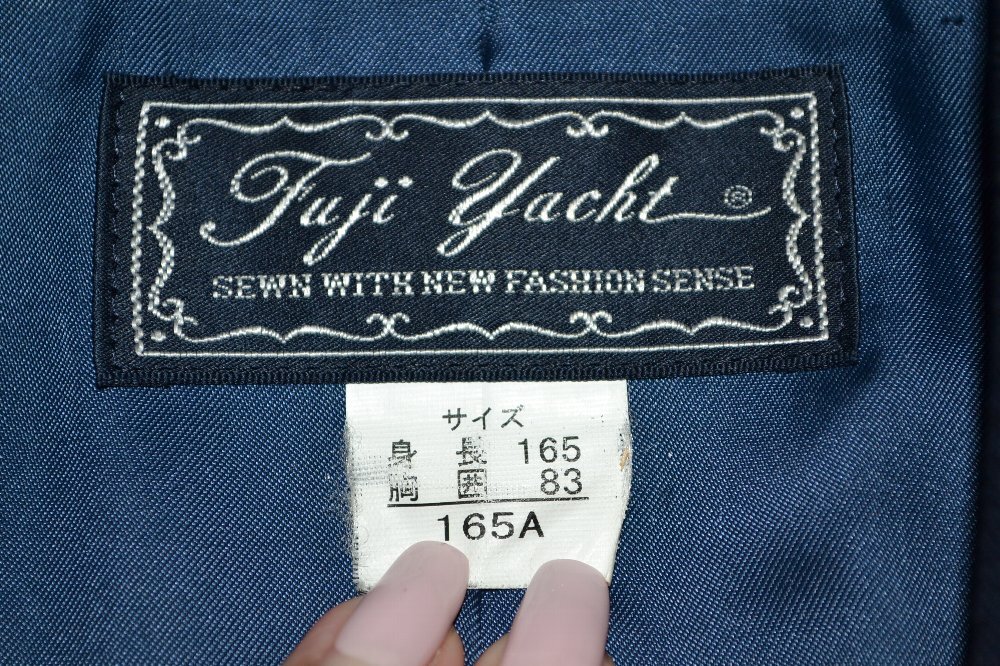 Fuji Yacht ®
SEWN WITH NEW FASHION SENSE
サイズ
身 長 165
胸 囲 83
165A